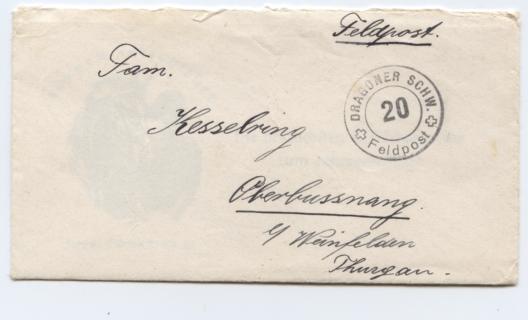 Feldpost.
Fam.
DRAGONER SCHW.
20
Feldpost
Kesselring
Oberbussnang.
Weinfelden
Thurgau.